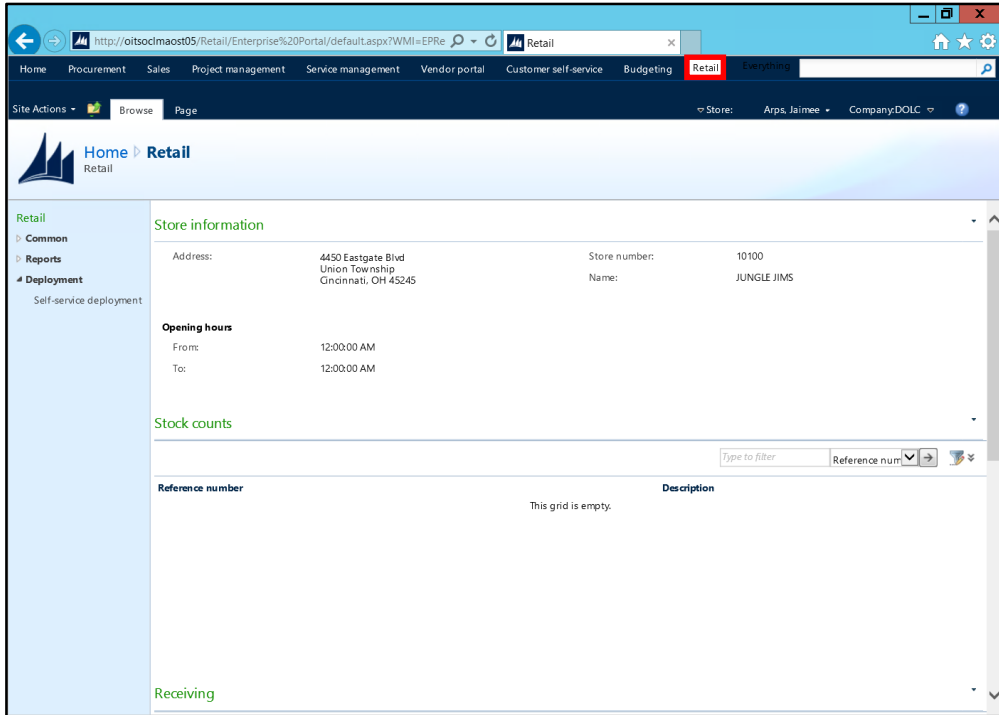 http://oitsoclmaost05/Retail/Enterprise%20Portal/default.aspx?WMI=EPRe
Retail
Home Procurement Sales Project management Service management Vendor portal Customer self-service Budgeting Retail Everything
Site Actions Browse Page Store: Arps, Jaimee Company:DOLC
Home Retail
Retail
Retail
Common
Reports
Deployment
Self-service deployment
Store information
Address: 4450 Eastgate Blvd Store number: 10100
Union Township
Cincinnati, OH 45245 Name: JUNGLE JIMS
Opening hours
From: 12:00:00 AM
To: 12:00:00 AM
Stock counts
Type to filter Reference num
Reference number Description
This grid is empty.
Receiving